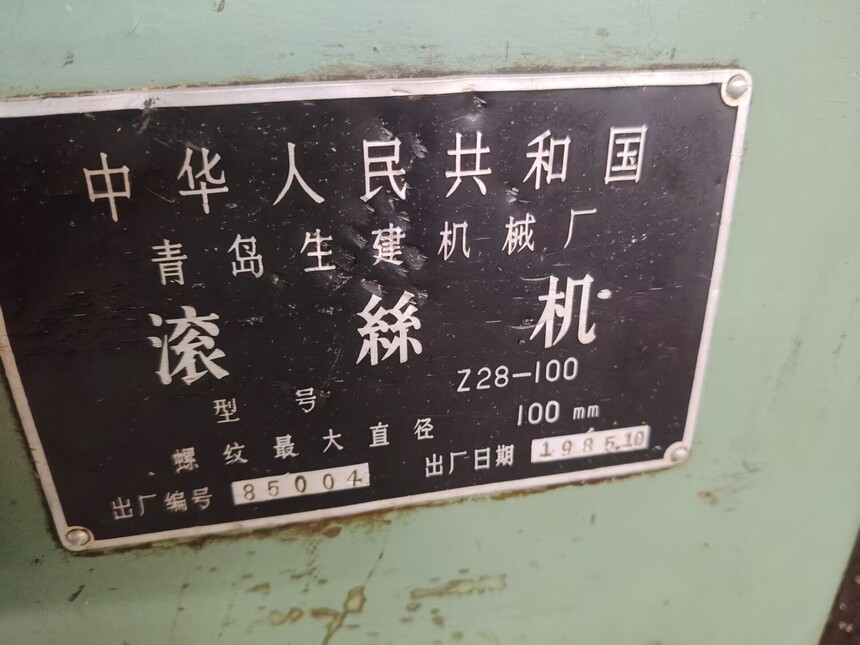 中华人民共和国
青岛生建机械厂
滚絲机
型号 Z28-100
螺纹最大直径 100 mm
出厂编号 85004 出厂日期 1985.10